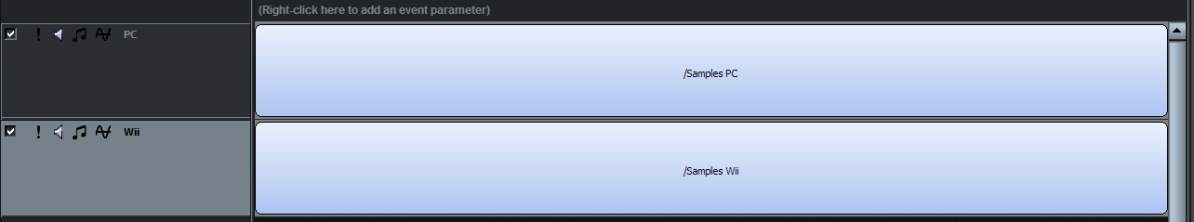 (Right-click here to add an event parameter)
PC
/Samples PC
Wii
/Samples Wii